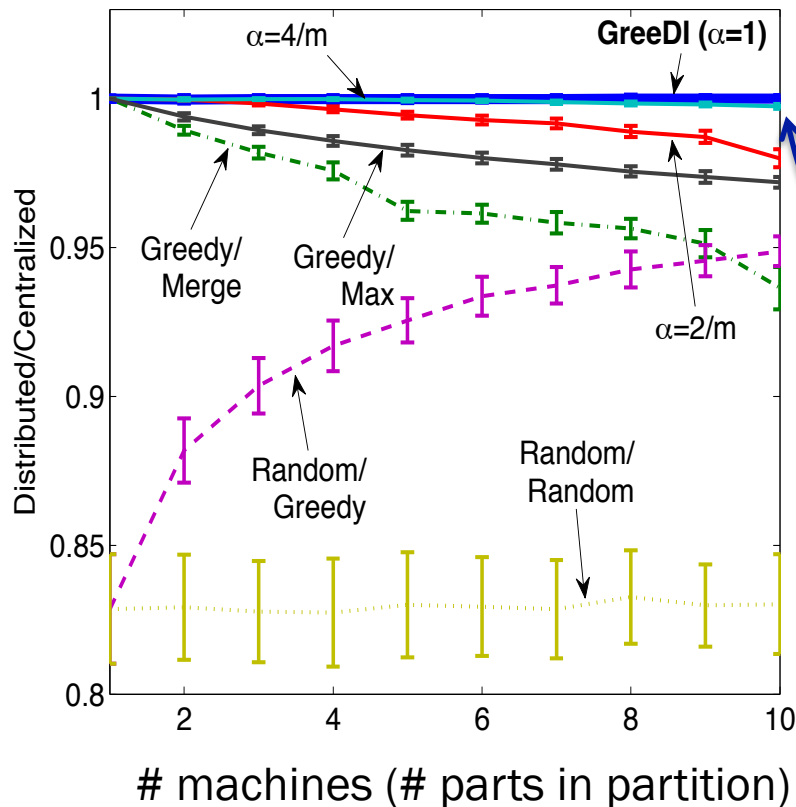 α=4/m
GreeDI (α=1)
1
0.95
0.9
0.85
0.8
Distributed/Centralized
Greedy/
Merge
Greedy/
Max
α=2/m
Random/
Greedy
Random/
Random
2
4
6
8
10
# machines (# parts in partition)